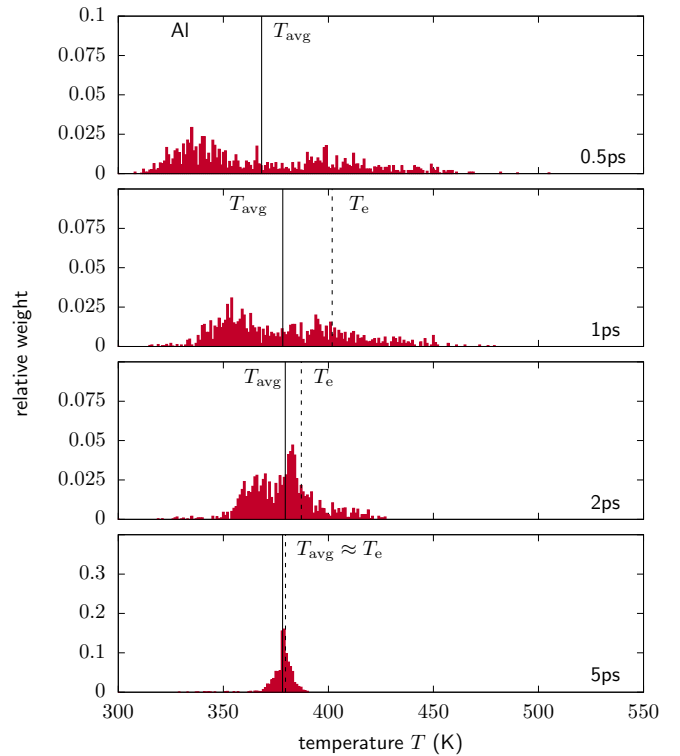 0.1
Al
T_avg
0.075
0.05
0.025
0.5ps
0
T_avg
T_e
0.075
0.05
0.025
1ps
0
T_avg
T_e
0.075
0.05
0.025
2ps
0
T_avg ≈ T_e
0.3
0.2
0.1
5ps
0
300 350 400 450 500 550
temperature T (K)
relative weight